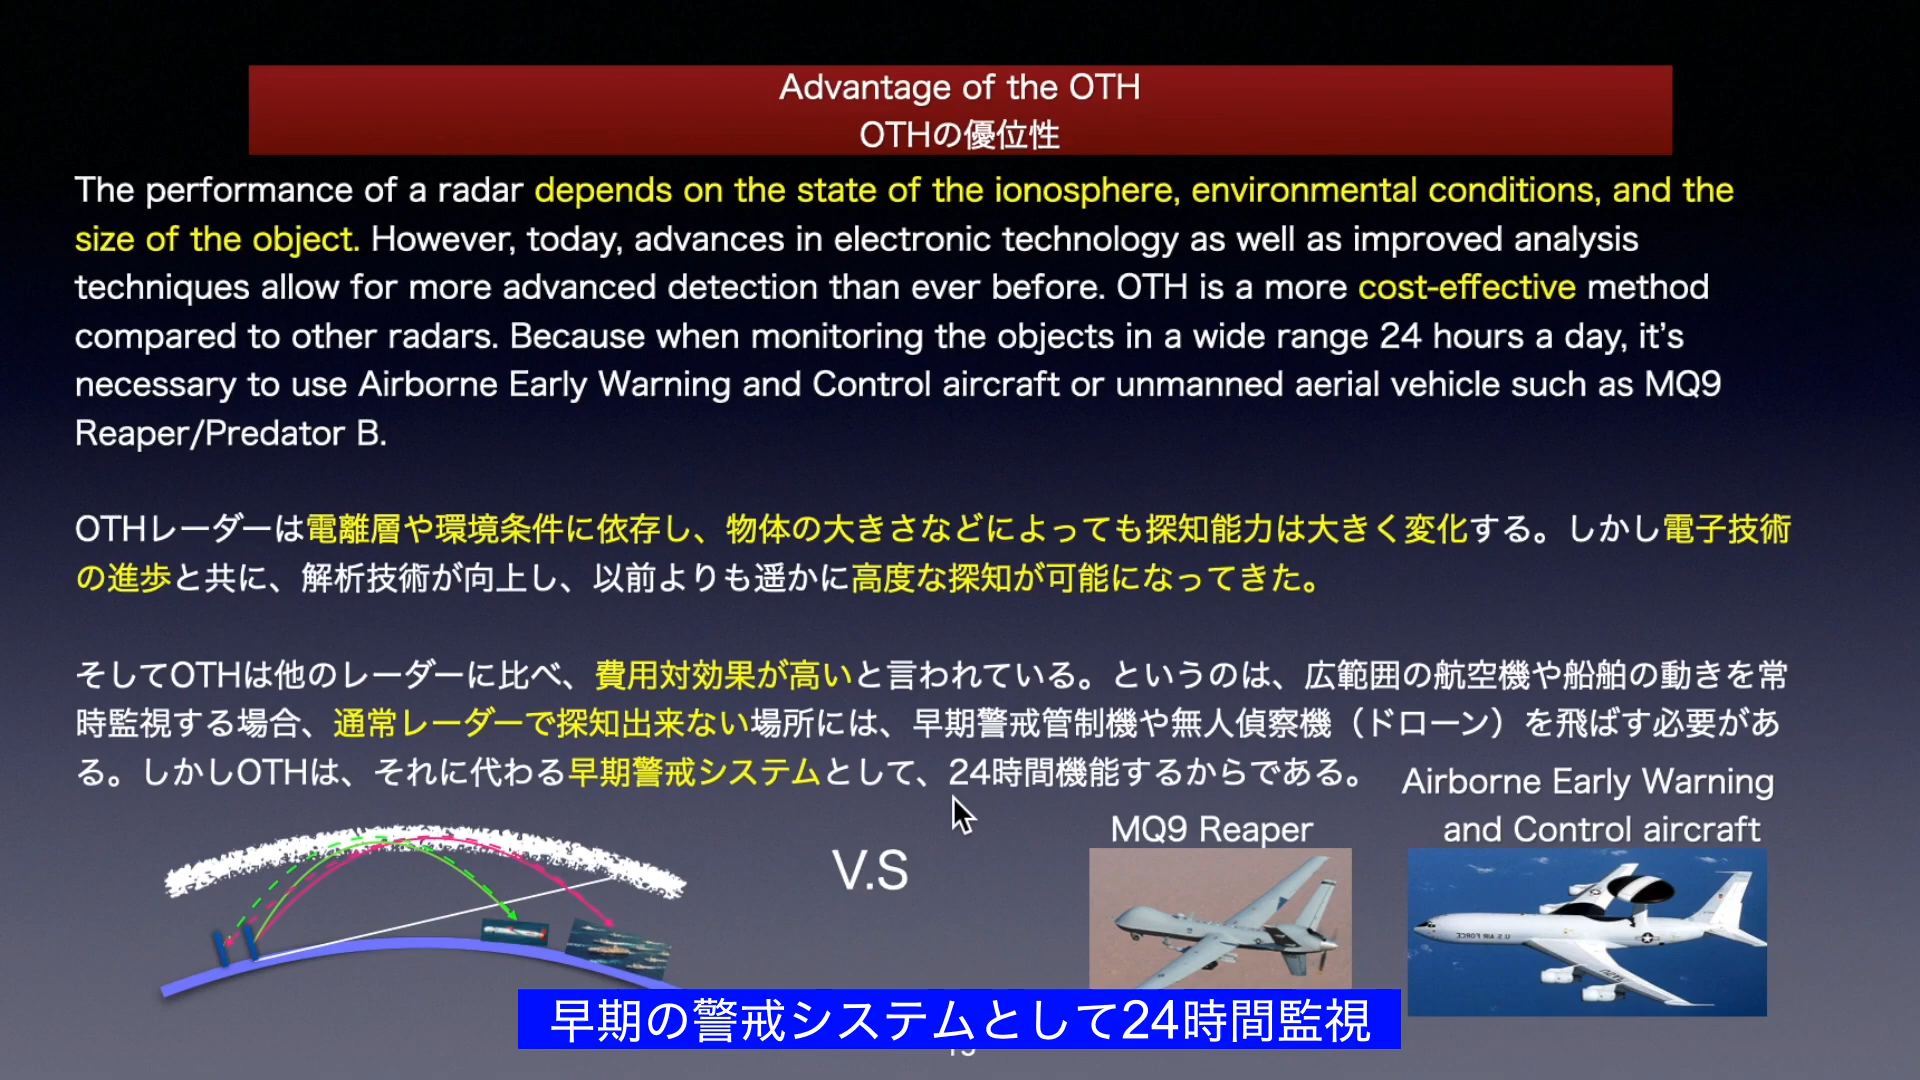 Advantage of the OTH
OTHの優位性
The performance of a radar depends on the state of the ionosphere, environmental conditions, and the
size of the object. However, today, advances in electronic technology as well as improved analysis
techniques allow for more advanced detection than ever before. OTH is a more cost-effective method
compared to other radars. Because when monitoring the objects in a wide range 24 hours a day, it's
necessary to use Airborne Early Warning and Control aircraft or unmanned aerial vehicle such as MQ9
Reaper/Predator B.
OTHレーダーは電離層や環境条件に依存し、物体の大きさなどによっても探知能力は大きく変化する。しかし電子技術
の進歩と共に、解析技術が向上し、以前よりも遥かに高度な探知が可能になってきた。
そしてOTHは他のレーダーに比べ、費用対効果が高いと言われている。というのは、広範囲の航空機や船舶の動きを常
時監視する場合、通常レーダーで探知出来ない場所には、早期警戒管制機や無人偵察機（ドローン）を飛ばす必要があ
る。しかしOTHは、それに代わる早期警戒システムとして、24時間機能するからである。
Airborne Early Warning
and Control aircraft
MQ9 Reaper
V.S
U.S. AIR FORCE
早期の警戒システムとして24時間監視